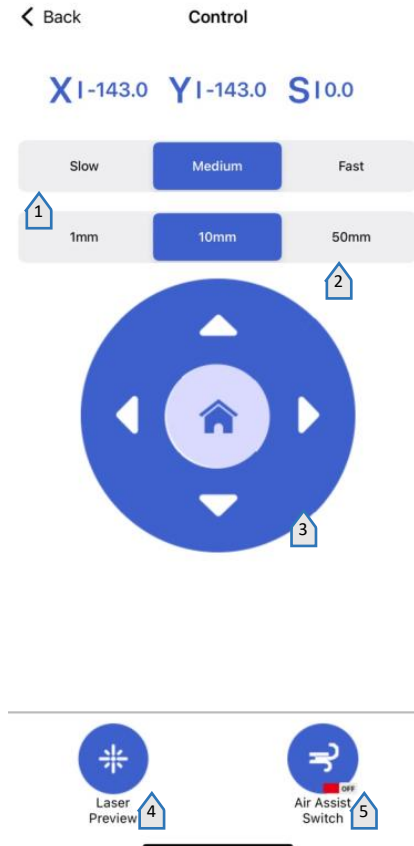 Back Control
X|-143.0 Y|-143.0 S|0.0
Slow Medium Fast
1
1mm 10mm 50mm
2
3
OFF
Laser Air Assist
Preview 4 Switch 5